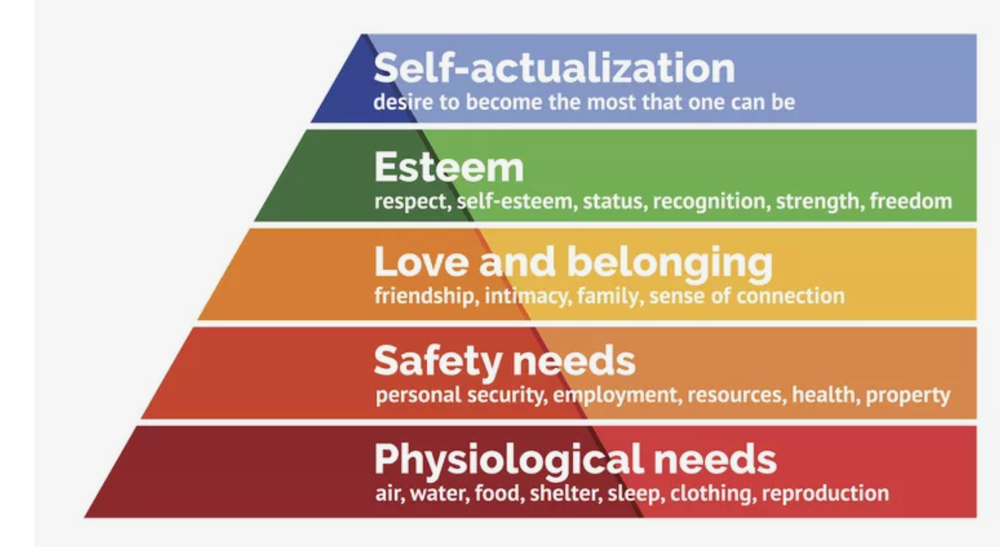 Self-actualization
desire to become the most that one can be
Esteem
respect, self-esteem, status, recognition, strength, freedom
Love and belonging
friendship, intimacy, family, sense of connection
Safety needs
personal security, employment, resources, health, property
Physiological needs
air, water, food, shelter, sleep, clothing, reproduction